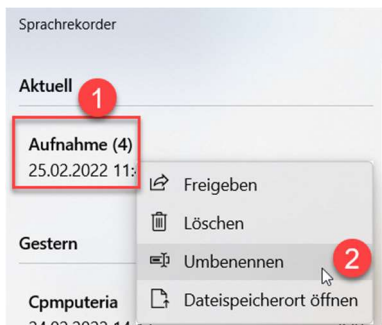 Sprachrekorder
Aktuell
1
Aufnahme (4)
25.02.2022 11:
Freigeben
Löschen
Gestern
Umbenennen
2
Cpmputeria
Dateispeicherort öffnen